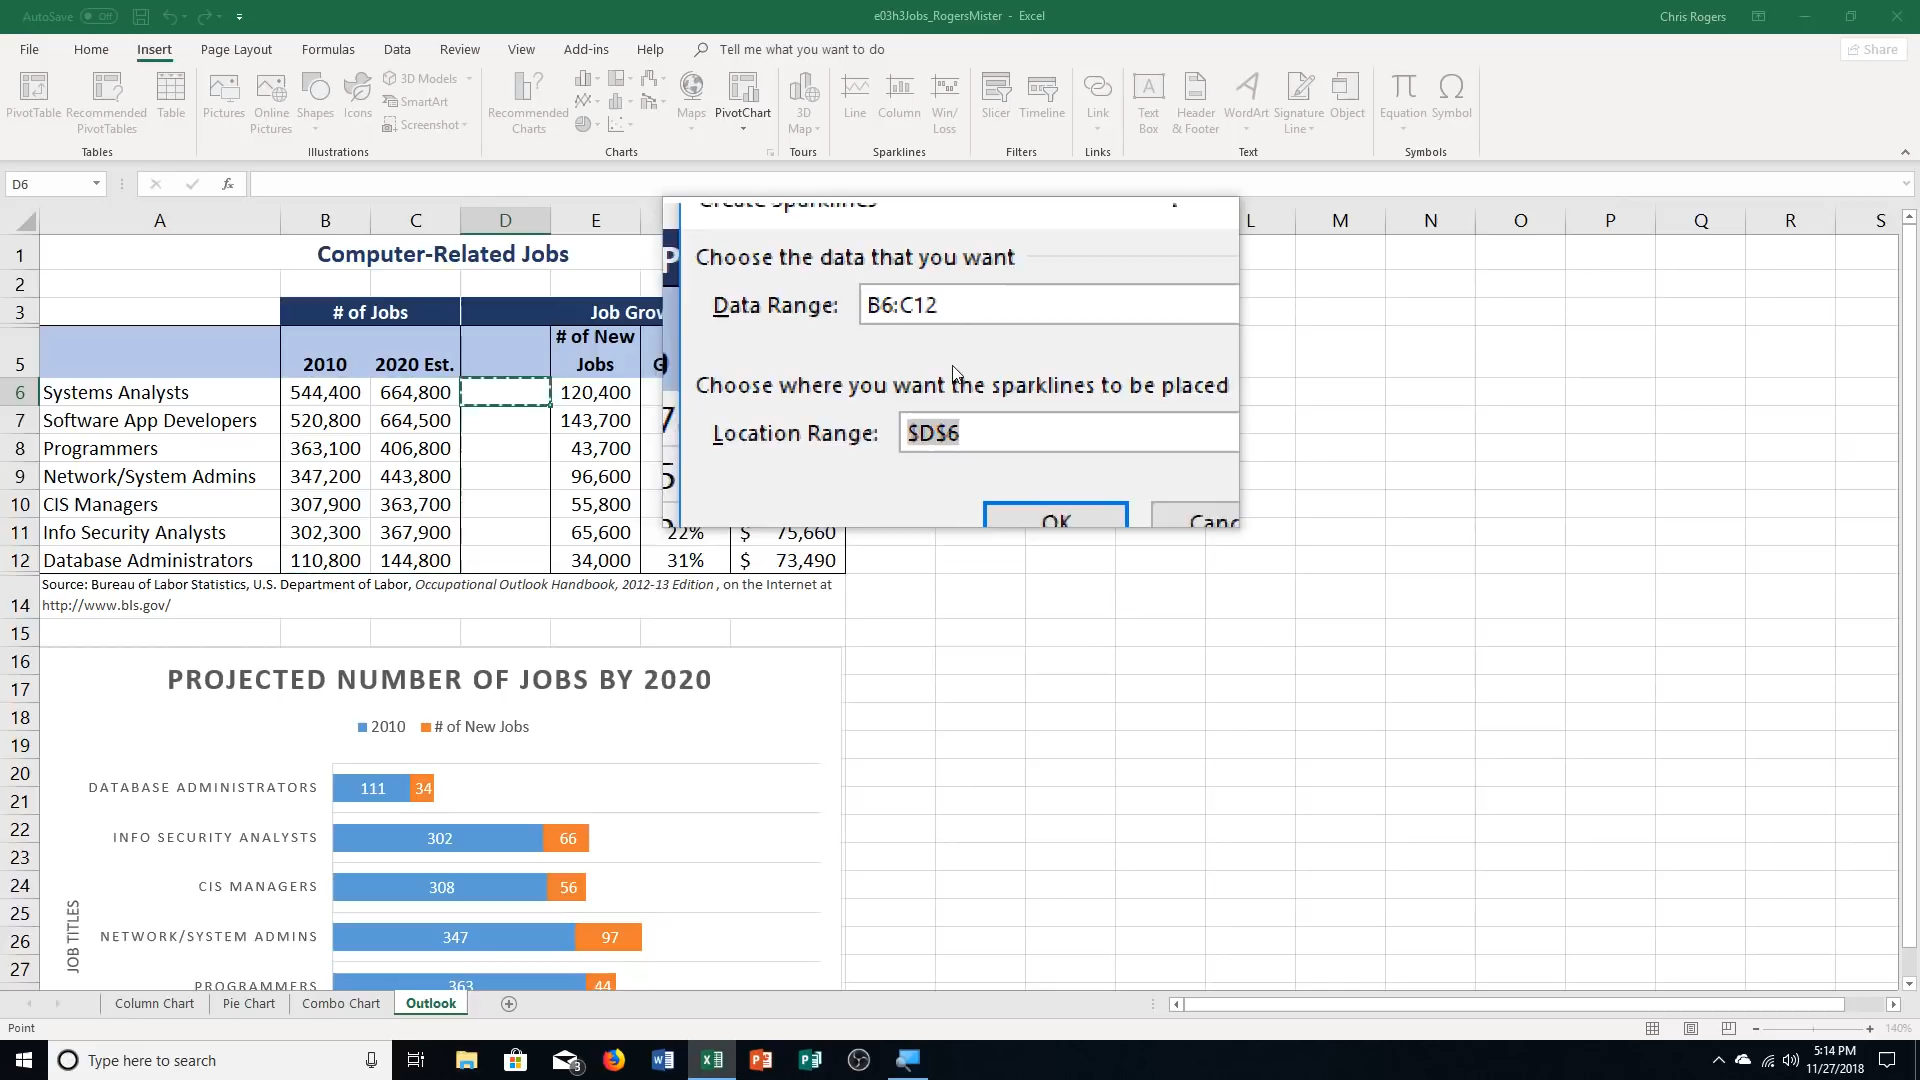 AutoSave Off
e03h3Jobs_RogersMister - Excel
Chris Rogers
File Home Insert Page Layout Formulas Data Review View Add-ins Help Tell me what you want to do Share
PivotTable Recommended PivotTables Table Pictures Online Pictures Shapes Icons 3D Models SmartArt Screenshot Recommended Charts Maps PivotChart 3D Map Line Column Win/Loss Slicer Timeline Link Text Box Header & Footer WordArt Signature Line Object Equation Symbol
Tables Illustrations Charts Tours Sparklines Filters Links Text Symbols
D6 fx
A B C D E L M N O P Q R S
1 Computer-Related Jobs
2
3 # of Jobs Job Grow
5 2010 2020 Est. # of New Jobs
6 Systems Analysts 544,400 664,800 120,400
7 Software App Developers 520,800 664,500 143,700
8 Programmers 363,100 406,800 43,700
9 Network/System Admins 347,200 443,800 96,600
10 CIS Managers 307,900 363,700 55,800
11 Info Security Analysts 302,300 367,900 65,600 22% $ 75,660
12 Database Administrators 110,800 144,800 34,000 31% $ 73,490
Source: Bureau of Labor Statistics, U.S. Department of Labor, Occupational Outlook Handbook, 2012-13 Edition, on the Internet at
14 http://www.bls.gov/
15
16
17
18
19
20
21
22
23
24
25
26
27
Create Sparklines
Choose the data that you want
Data Range: B6:C12
Choose where you want the sparklines to be placed
Location Range: $D$6
OK Canc
PROJECTED NUMBER OF JOBS BY 2020
2010 # of New Jobs
DATABASE ADMINISTRATORS 111 34
INFO SECURITY ANALYSTS 302 66
CIS MANAGERS 308 56
NETWORK/SYSTEM ADMINS 347 97
PROGRAMMERS 363 44
JOB TITLES
Column Chart Pie Chart Combo Chart Outlook
Point
140%
Type here to search
3
5:14 PM
11/27/2018